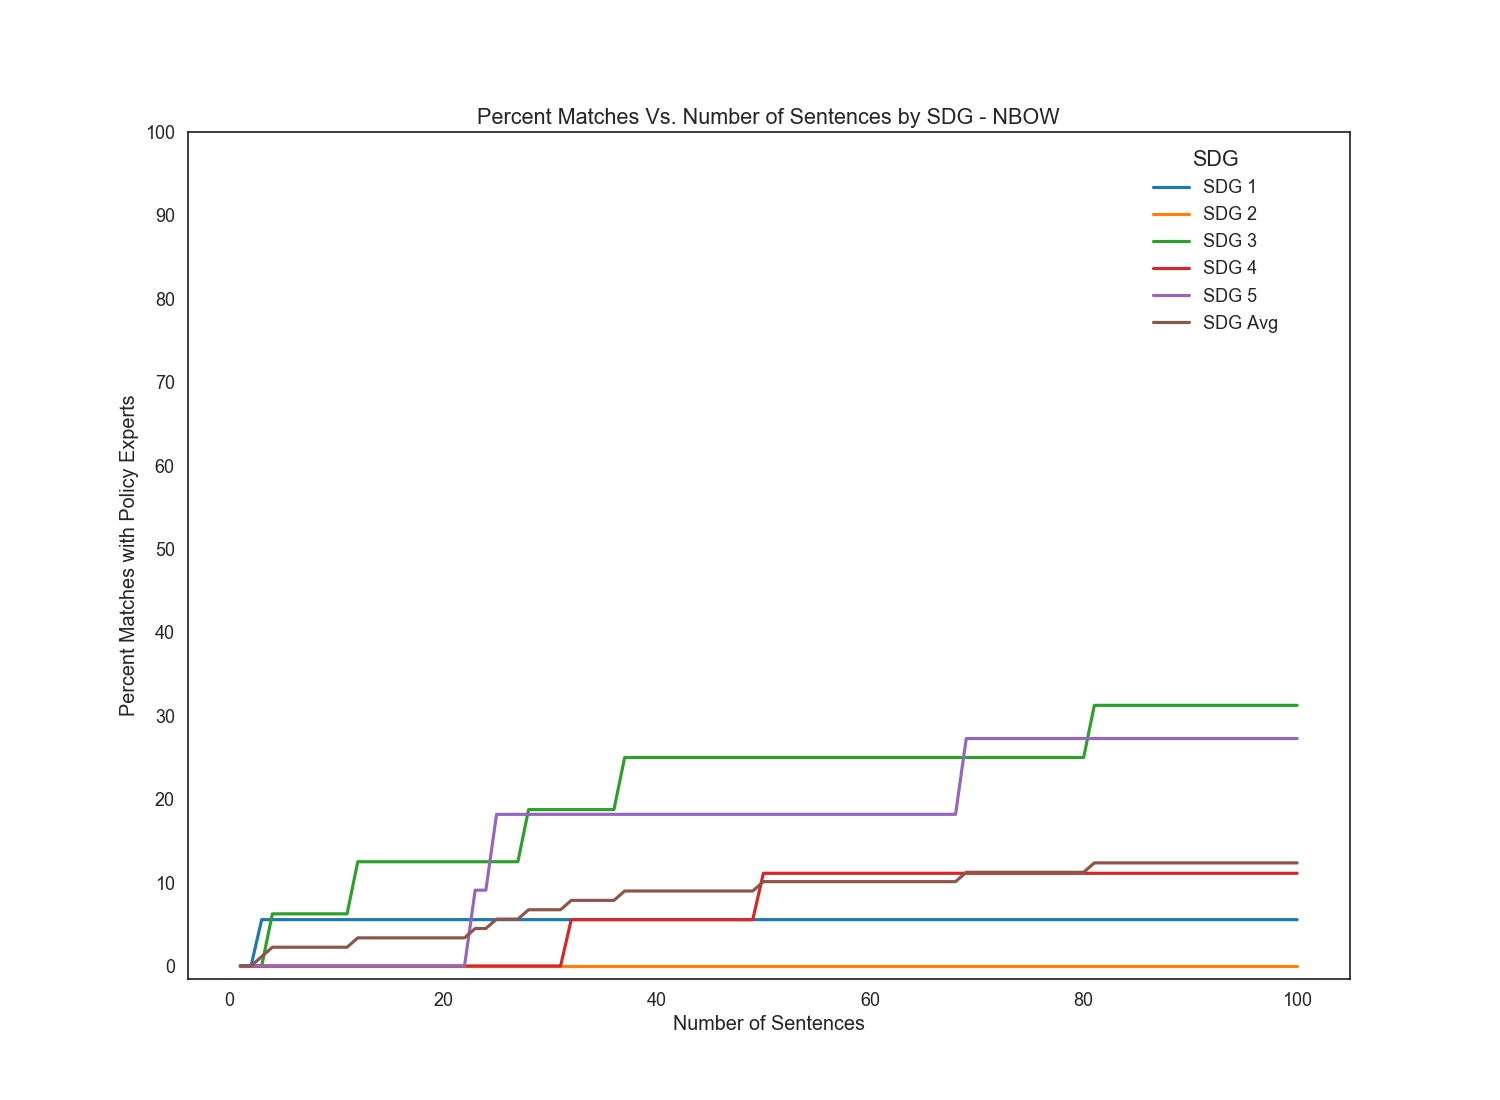 Percent Matches Vs. Number of Sentences by SDG - NBOW
SDG
SDG 1
SDG 2
SDG 3
SDG 4
SDG 5
SDG Avg
Percent Matches with Policy Experts
100
90
80
70
60
50
40
30
20
10
0
0 20 40 60 80 100
Number of Sentences